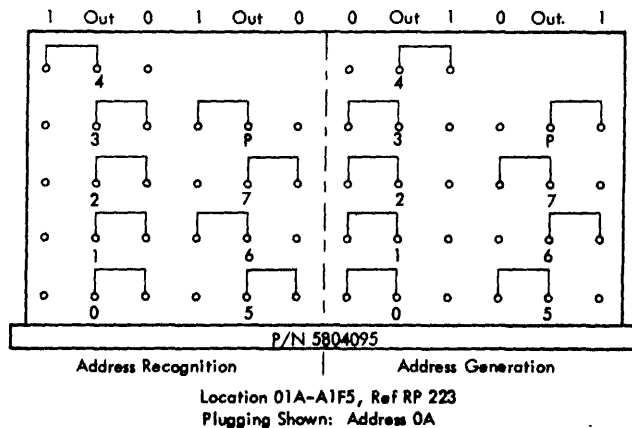 1 Out 0 1 Out 0 0 Out 1 0 Out. 1
4 4
3 P 3 P
2 7 2 7
1 6 1 6
0 5 0 5
P/N 5804095
Address Recognition Address Generation
Location 01A-A1F5, Ref RP 223
Plugging Shown: Address 0A